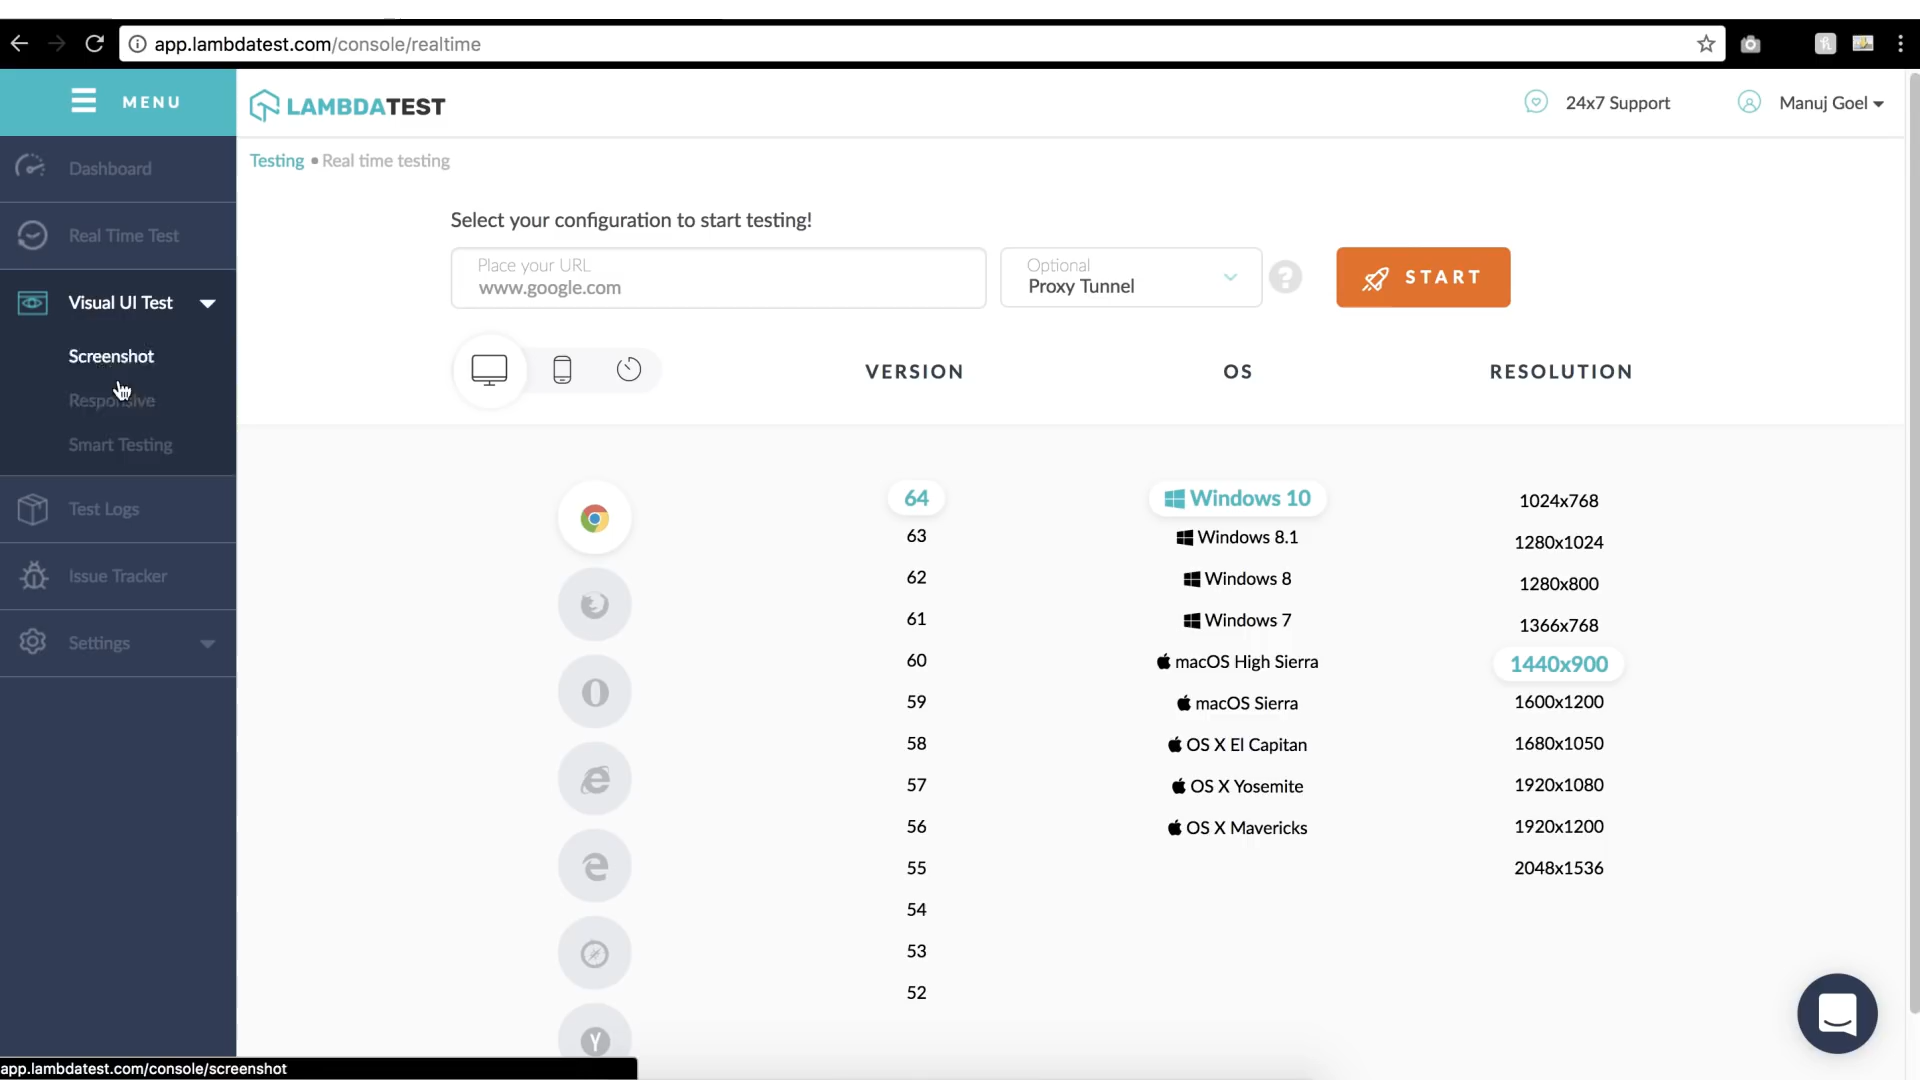 app.lambdatest.com/console/realtime
MENU
LAMBDATEST
24x7 Support
Manuj Goel
Dashboard
Real Time Test
Visual UI Test
Screenshot
Responsive
Smart Testing
Test Logs
Issue Tracker
Settings
Testing • Real time testing
Select your configuration to start testing!
Place your URL
www.google.com
Optional
Proxy Tunnel
?
START
VERSION
OS
RESOLUTION
64
63
62
61
60
59
58
57
56
55
54
53
52
Windows 10
Windows 8.1
Windows 8
Windows 7
macOS High Sierra
macOS Sierra
OS X El Capitan
OS X Yosemite
OS X Mavericks
1024x768
1280x1024
1280x800
1366x768
1440x900
1600x1200
1680x1050
1920x1080
1920x1200
2048x1536
app.lambdatest.com/console/screenshot